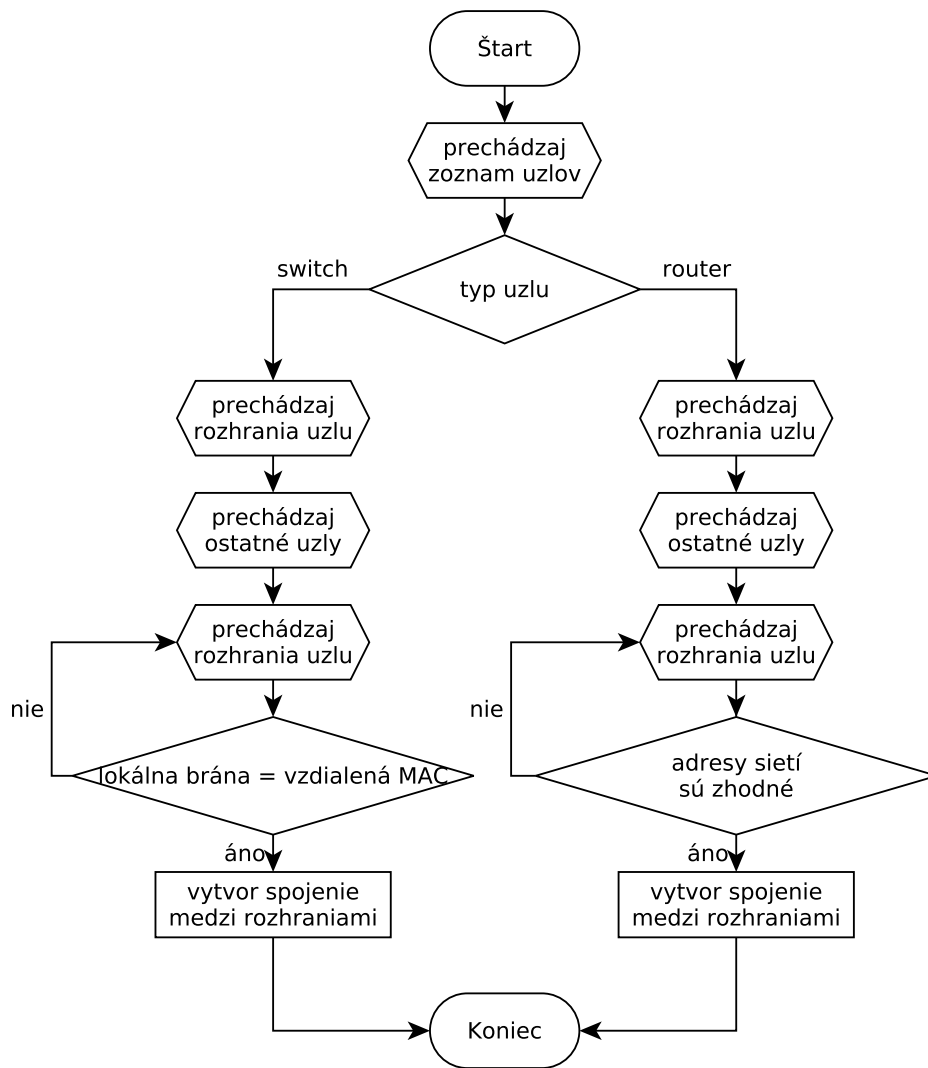 Štart
prechádzaj
zoznam uzlov
switch
router
typ uzlu
prechádzaj
rozhrania uzlu
prechádzaj
rozhrania uzlu
prechádzaj
ostatné uzly
prechádzaj
ostatné uzly
prechádzaj
rozhrania uzlu
prechádzaj
rozhrania uzlu
nie
nie
lokálna brána = vzdialená MAC
adresy sietí
sú zhodné
áno
áno
vytvor spojenie
medzi rozhraniami
vytvor spojenie
medzi rozhraniami
Koniec